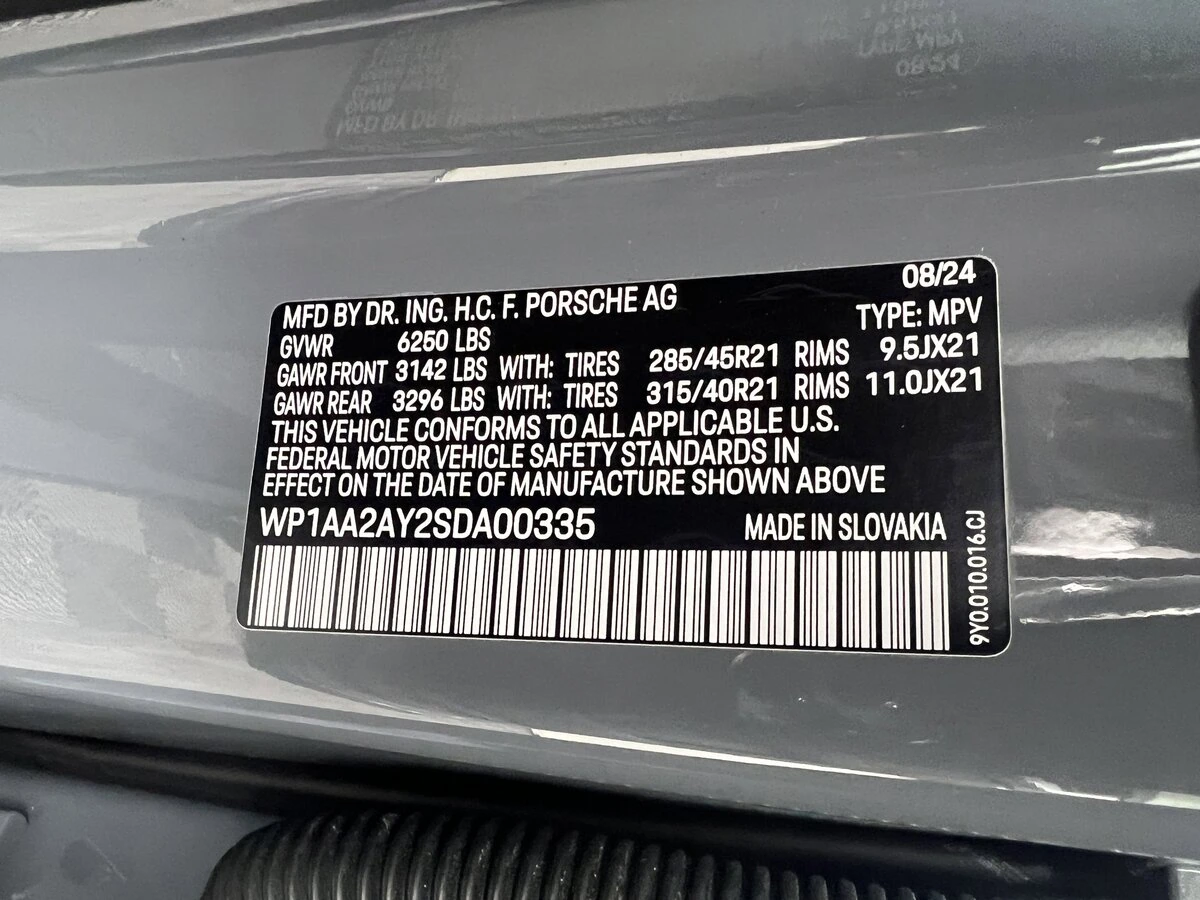 08/24
MFD BY DR. ING. H.C. F. PORSCHE AG
TYPE: MPV
GVWR 6250 LBS
GAWR FRONT 3142 LBS WITH: TIRES 285/45R21 RIMS 9.5JX21
GAWR REAR 3296 LBS WITH: TIRES 315/40R21 RIMS 11.0JX21
THIS VEHICLE CONFORMS TO ALL APPLICABLE U.S.
FEDERAL MOTOR VEHICLE SAFETY STANDARDS IN
EFFECT ON THE DATE OF MANUFACTURE SHOWN ABOVE
WP1AA2AY2SDA00335 MADE IN SLOVAKIA
9Y0.010.016.CJ